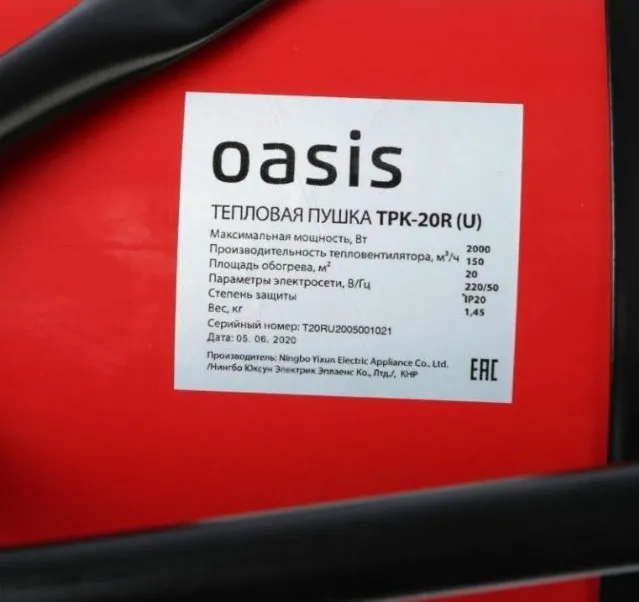 oasis
ТЕПЛОВАЯ ПУШКА TPK-20R (U)
Максимальная мощность, Вт 2000
Производительность тепловентилятора, м³/ч 150
Площадь обогрева, м² 20
Параметры электросети, В/Гц 220/50
Степень защиты IP20
Вес, кг 1,45
Серийный номер: T20RU2005001021
Дата: 05. 06. 2020
Производитель: Ningbo Yixun Electric Appliance Co., Ltd.
/Нингбо Юксун Электрик Эплаенс Ко., Лтд./, КНР
EAC